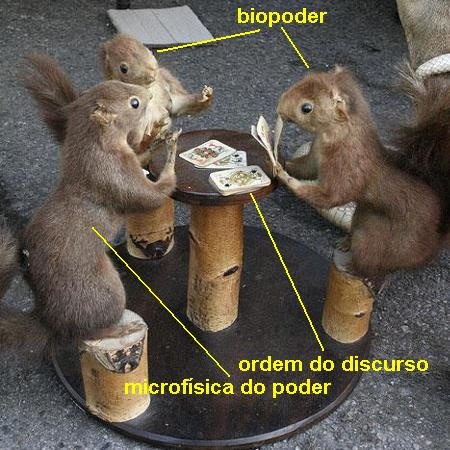 biopoder
ordem do discurso
microfísica do poder